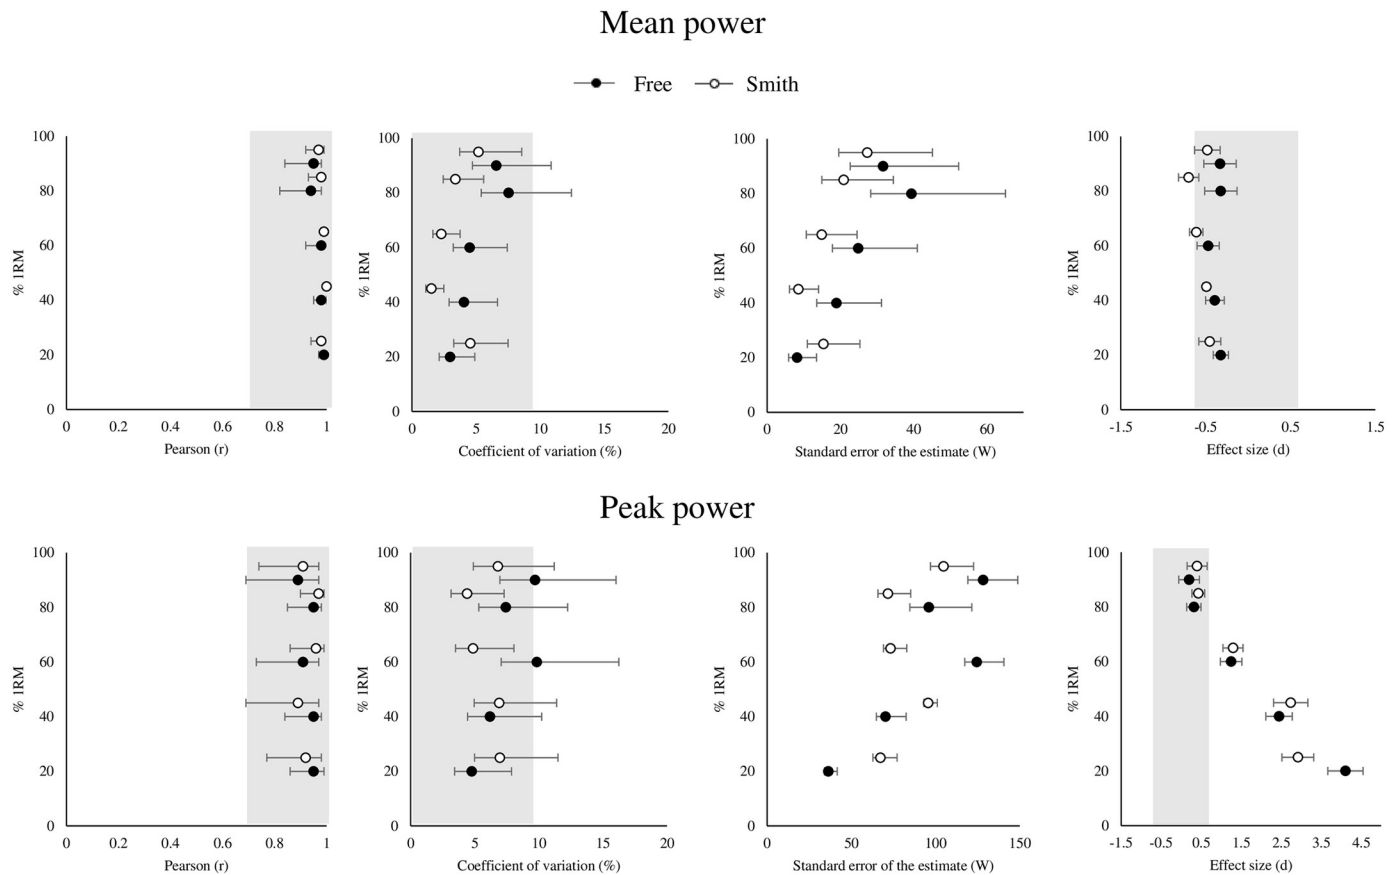 Mean power
Free Smith
100 80 60 40 20 0
% 1RM
0 0.2 0.4 0.6 0.8 1
Pearson (r)
100 80 60 40 20 0
% 1RM
0 5 10 15 20
Coefficient of variation (%)
100 80 60 40 20 0
% 1RM
0 20 40 60
Standard error of the estimate (W)
100 80 60 40 20 0
% 1RM
-1.5 -0.5 0.5 1.5
Effect size (d)
Peak power
100 80 60 40 20 0
% 1RM
0 0.2 0.4 0.6 0.8 1
Pearson (r)
100 80 60 40 20 0
% 1RM
0 5 10 15 20
Coefficient of variation (%)
100 80 60 40 20 0
% 1RM
0 50 100 150
Standard error of the estimate (W)
100 80 60 40 20 0
% 1RM
-1.5 -0.5 0.5 1.5 2.5 3.5 4.5
Effect size (d)